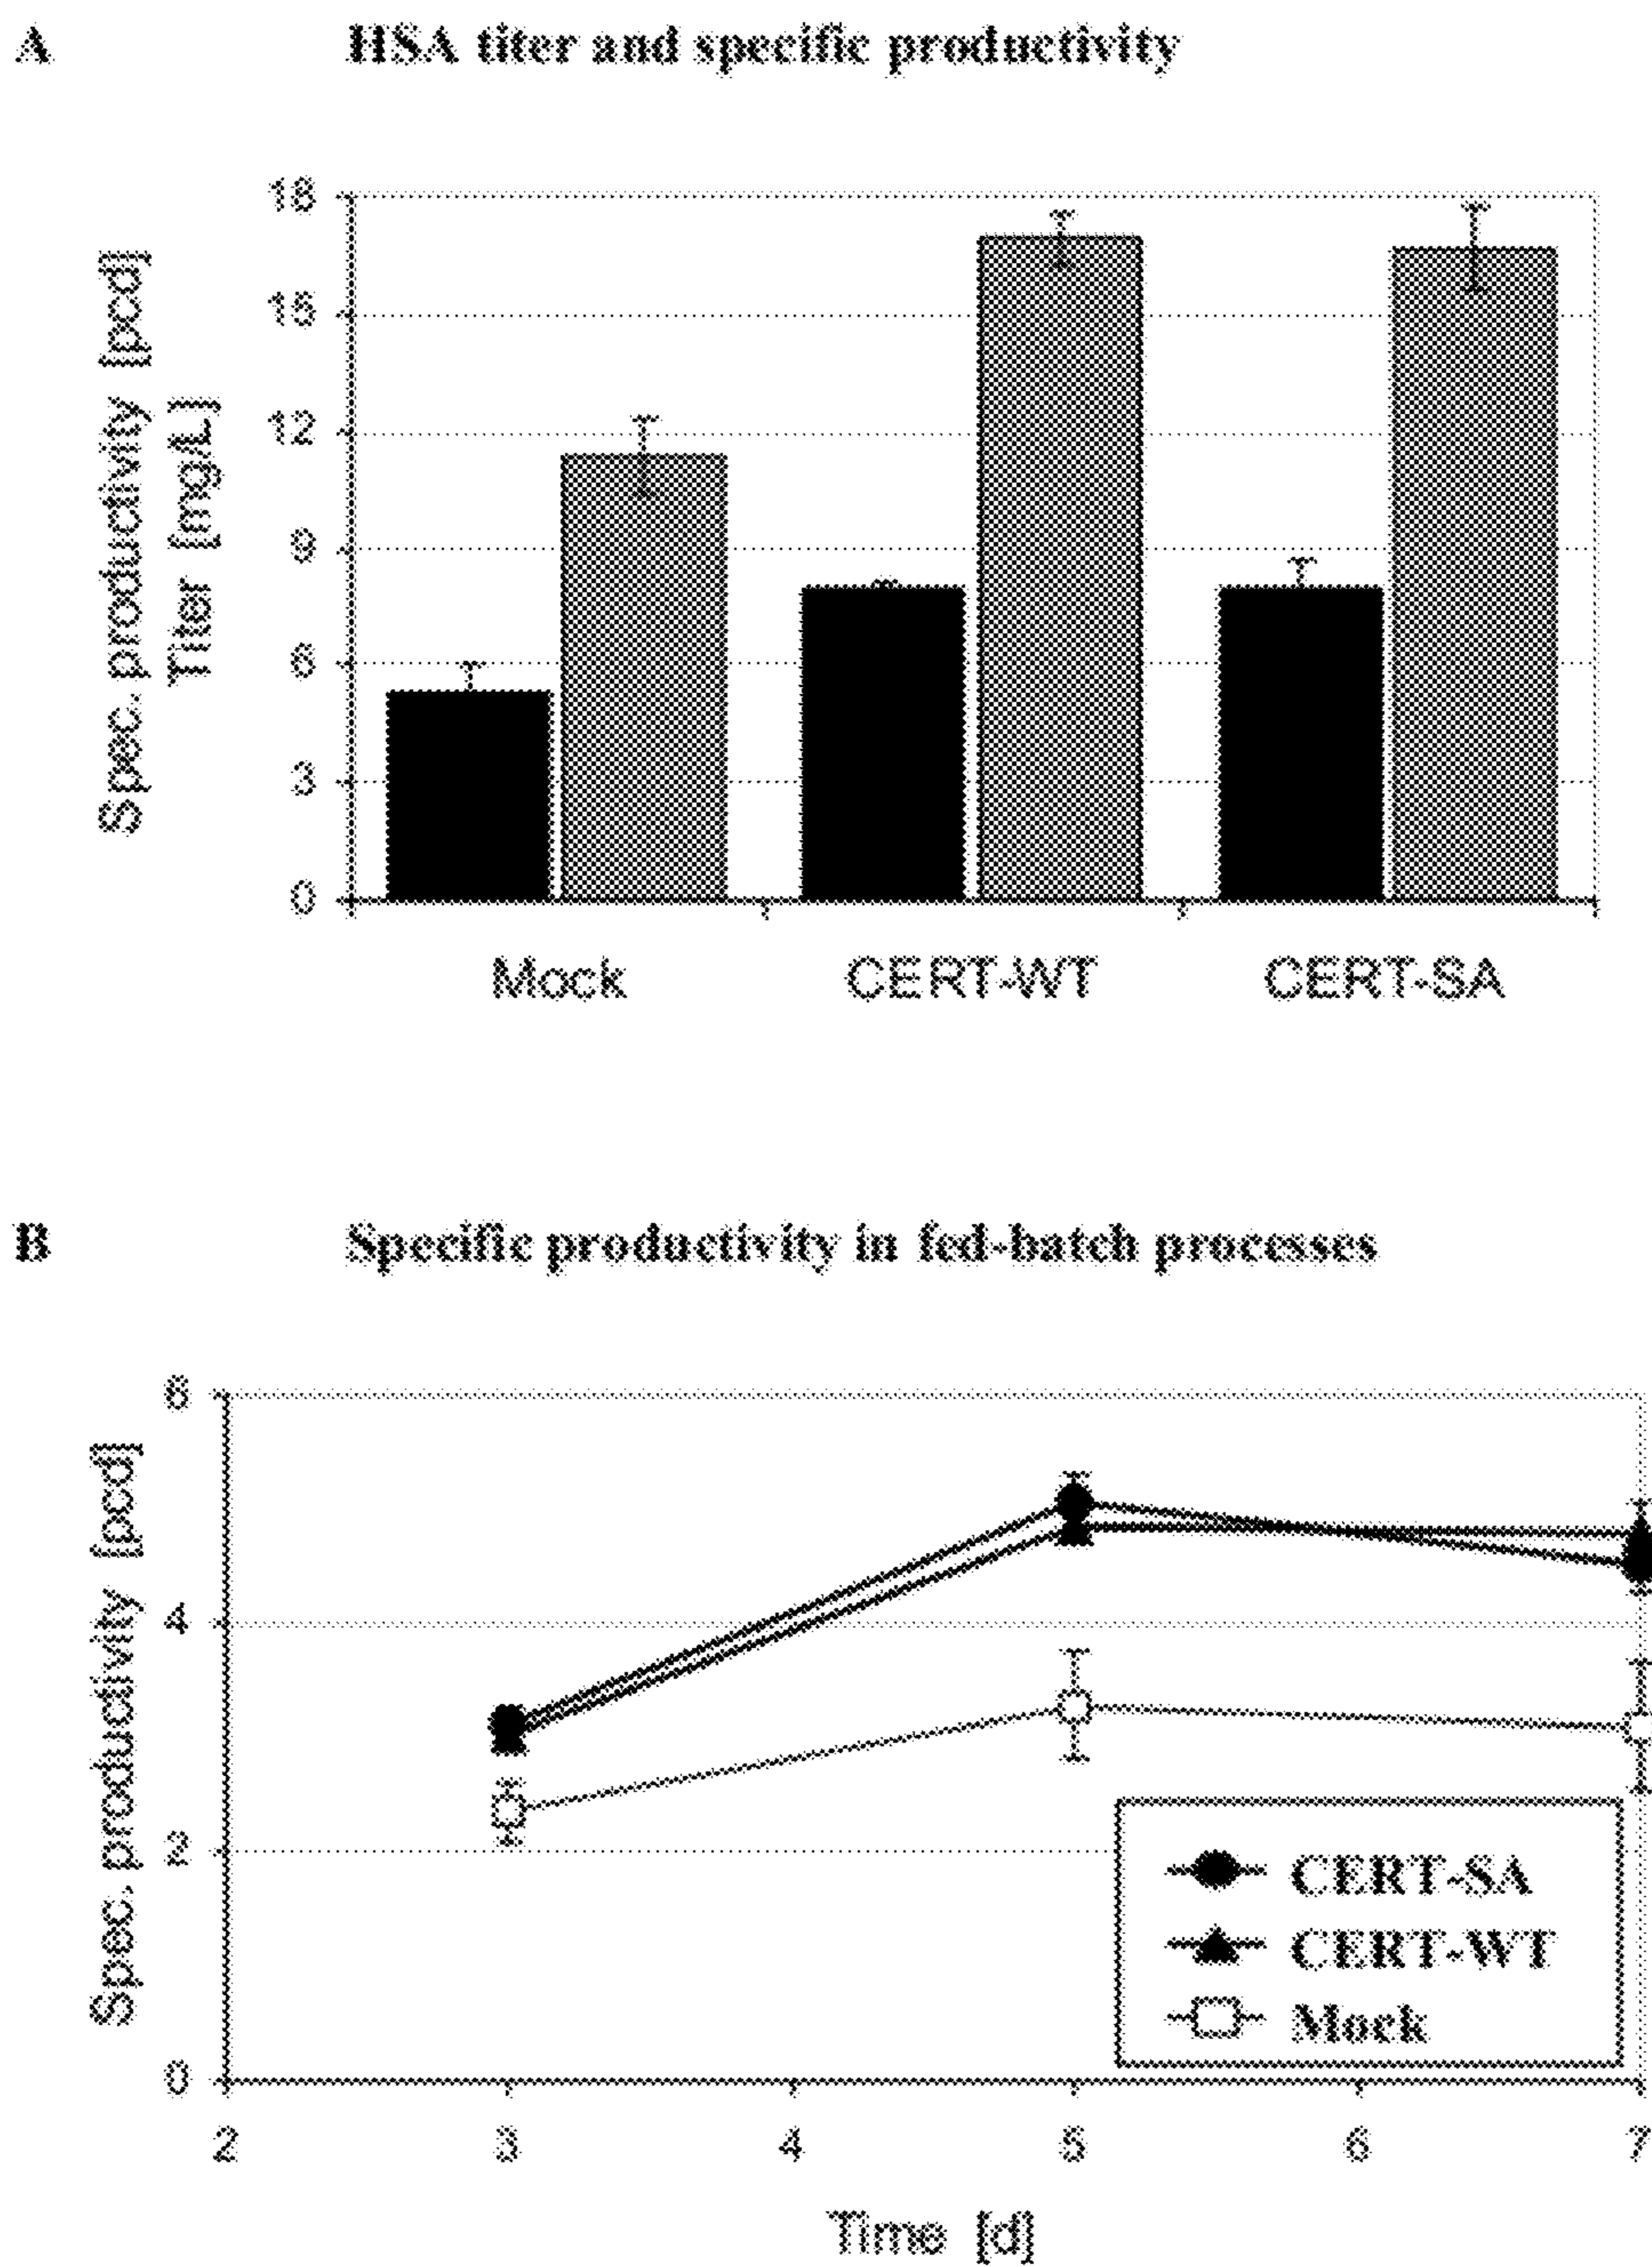 A
HSA titer and specific productivity
Spec. productivity [pcd]
Titer [mg/L]
18
15
12
9
6
3
0
Mock CERT-WT CERT-SA
B
Specific productivity in fed-batch processes
Spec. productivity [pcd]
6
4
2
0
CERT-SA
CERT-WT
Mock
2 3 4 5 6 7
Time [d]